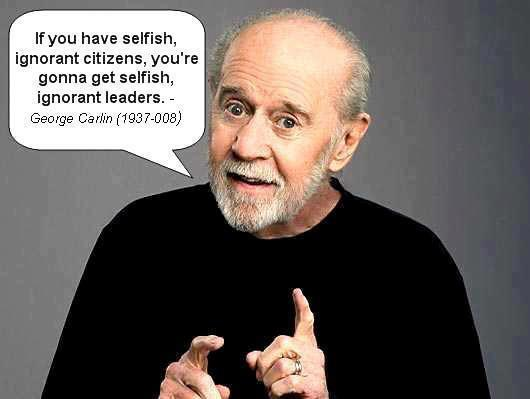 If you have selfish,
ignorant citizens, you're
gonna get selfish,
ignorant leaders. -
George Carlin (1937-008)